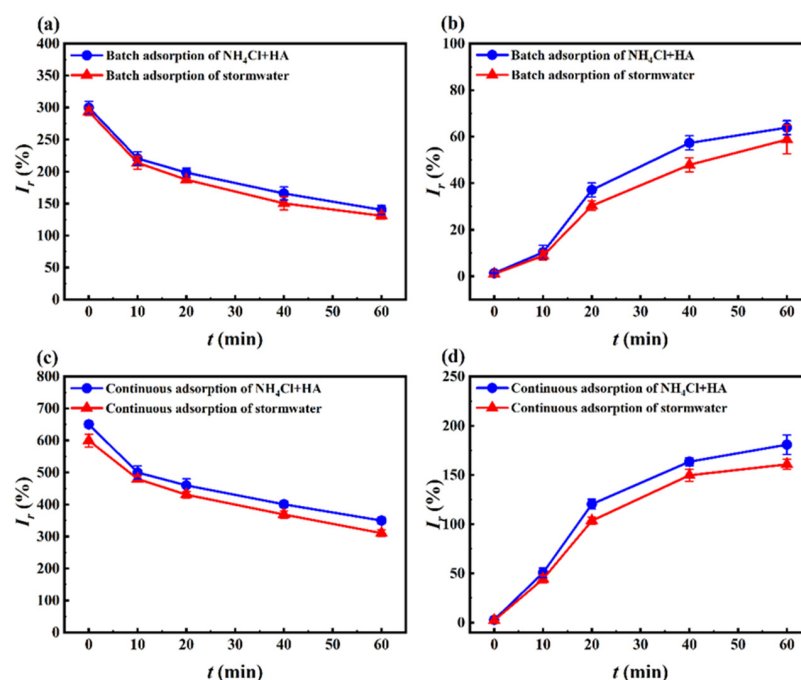 (a)
Batch adsorption of NH₄Cl+HA
Batch adsorption of stormwater
400
350
300
250
200
150
100
50
0
Iᵣ (%)
0 10 20 30 40 50 60
t (min)
(b)
Batch adsorption of NH₄Cl+HA
Batch adsorption of stormwater
100
80
60
40
20
0
Iᵣ (%)
0 10 20 30 40 50 60
t (min)
(c)
Continuous adsorption of NH₄Cl+HA
Continuous adsorption of stormwater
800
700
600
500
400
300
200
100
0
Iᵣ (%)
0 10 20 30 40 50 60
t (min)
(d)
Continuous adsorption of NH₄Cl+HA
Continuous adsorption of stormwater
250
200
150
100
50
0
Iᵣ (%)
0 10 20 30 40 50 60
t (min)